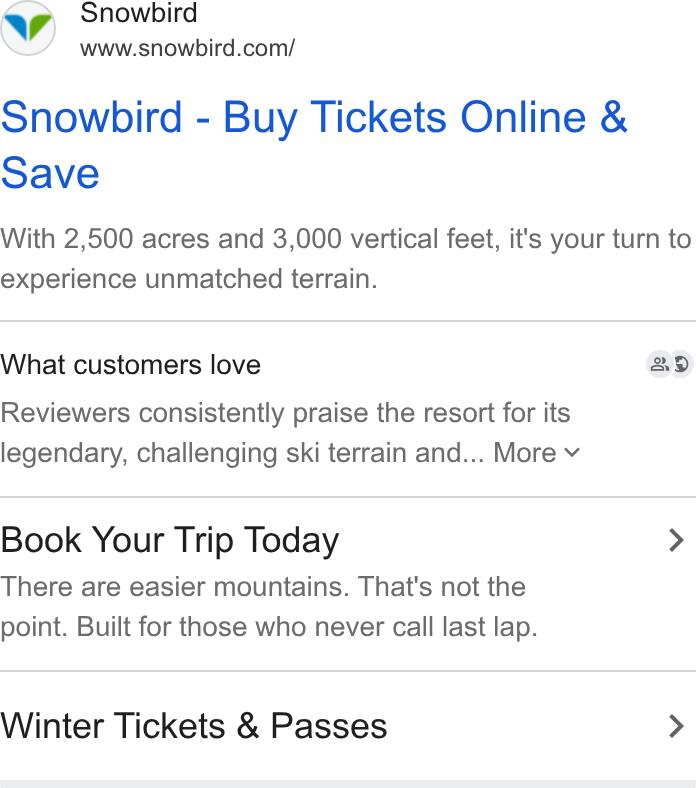 Snowbird
www.snowbird.com/
Snowbird - Buy Tickets Online &
Save
With 2,500 acres and 3,000 vertical feet, it's your turn to
experience unmatched terrain.
What customers love
Reviewers consistently praise the resort for its
legendary, challenging ski terrain and... More
Book Your Trip Today
There are easier mountains. That's not the
point. Built for those who never call last lap.
Winter Tickets & Passes